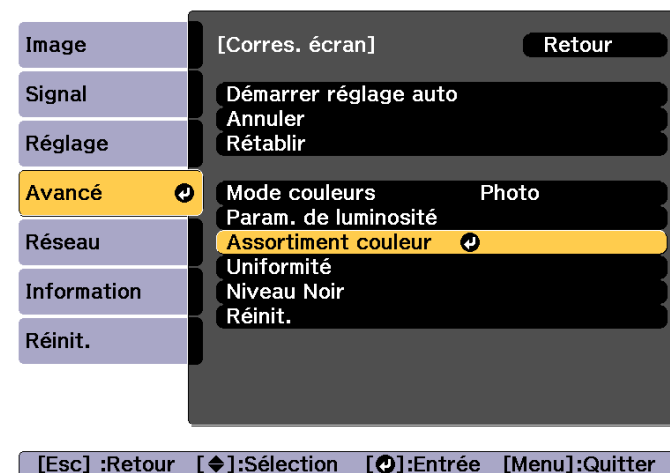 Image
Signal
Réglage
Avancé
Réseau
Information
Réinit.
[Corres. écran] Retour
Démarrer réglage auto
Annuler
Rétablir
Mode couleurs Photo
Param. de luminosité
Assortiment couleur
Uniformité
Niveau Noir
Réinit.
[Esc] :Retour [◆]:Sélection [↵]:Entrée [Menu]:Quitter